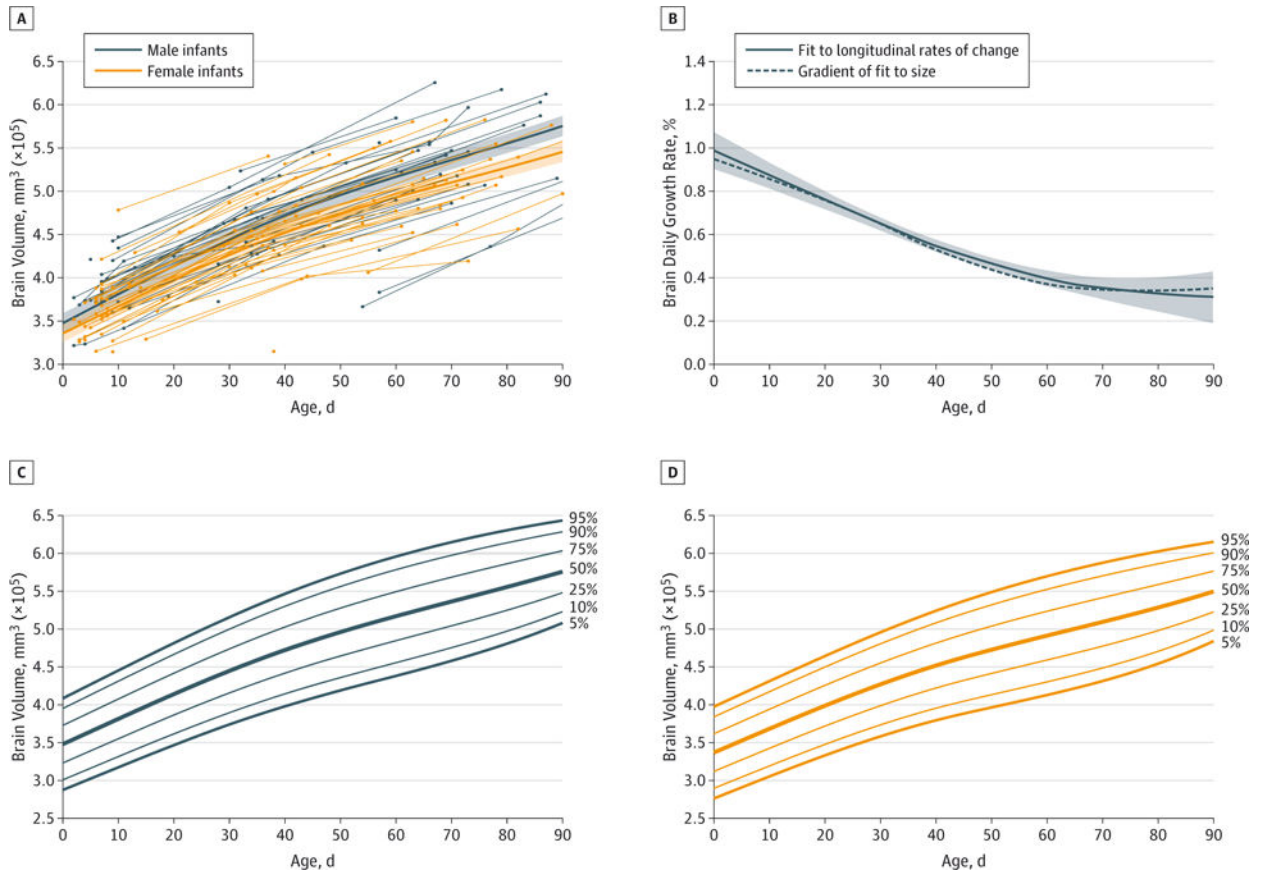 A
Male infants
Female infants
Brain Volume, mm³ (×10⁵)
6.5
6.0
5.5
5.0
4.5
4.0
3.5
3.0
0 10 20 30 40 50 60 70 80 90
Age, d
B
Fit to longitudinal rates of change
Gradient of fit to size
Brain Daily Growth Rate, %
1.4
1.2
1.0
0.8
0.6
0.4
0.2
0.0
0 10 20 30 40 50 60 70 80 90
Age, d
C
Brain Volume, mm³ (×10⁵)
6.5
6.0
5.5
5.0
4.5
4.0
3.5
3.0
2.5
95%
90%
75%
50%
25%
10%
5%
0 10 20 30 40 50 60 70 80 90
Age, d
D
Brain Volume, mm³ (×10⁵)
6.5
6.0
5.5
5.0
4.5
4.0
3.5
3.0
2.5
95%
90%
75%
50%
25%
10%
5%
0 10 20 30 40 50 60 70 80 90
Age, d